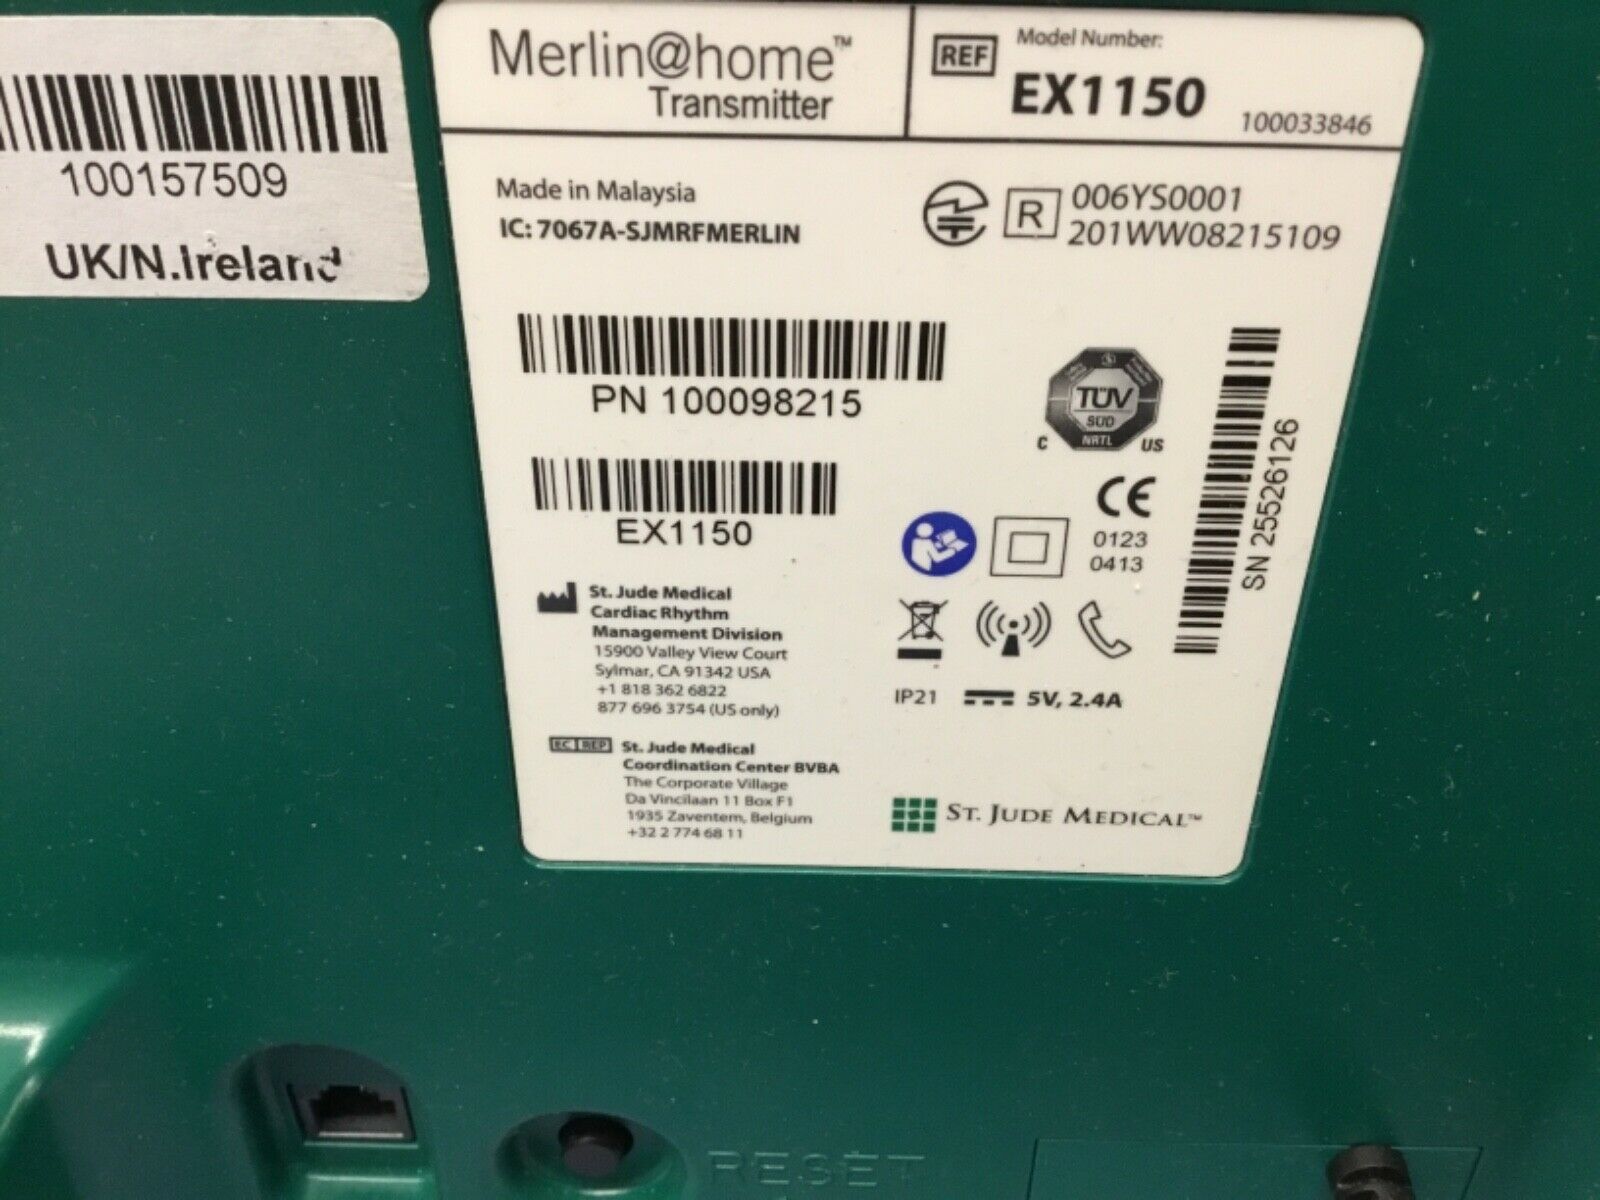 100157509
UK/N.Ireland
Merlin@home™
Transmitter
REF
Model Number:
EX1150
100033846
Made in Malaysia
IC: 7067A-SJMRFMERLIN
R
006YS0001
201WW08215109
PN 100098215
EX1150
TÜV
SÜD
NRTL
C US
CE
0123
0413
SN 25526126
St. Jude Medical
Cardiac Rhythm
Management Division
15900 Valley View Court
Sylmar, CA 91342 USA
+1 818 362 6822
877 696 3754 (US only)
IP21
5V, 2.4A
EC REP
St. Jude Medical
Coordination Center BVBA
The Corporate Village
Da Vincilaan 11 Box F1
1935 Zaventem, Belgium
+32 2 774 68 11
ST. JUDE MEDICAL™
RESET